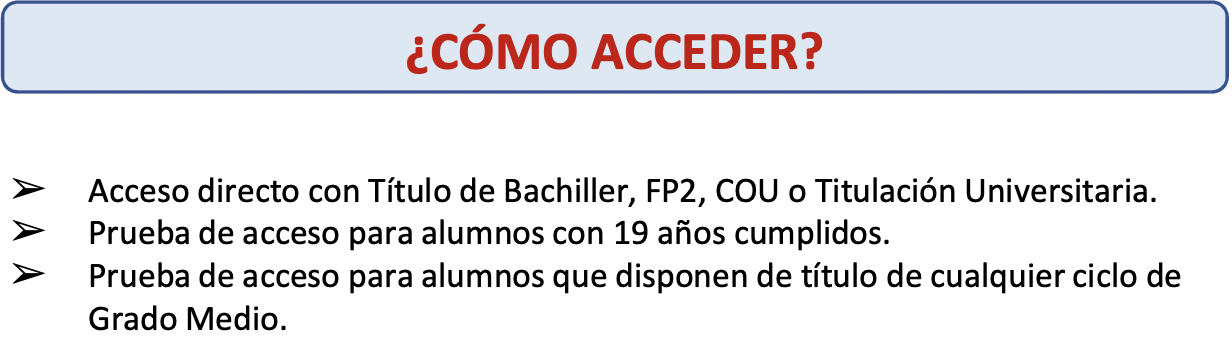 ¿CÓMO ACCEDER?
➢ Acceso directo con Título de Bachiller, FP2, COU o Titulación Universitaria.
➢ Prueba de acceso para alumnos con 19 años cumplidos.
➢ Prueba de acceso para alumnos que disponen de título de cualquier ciclo de
Grado Medio.